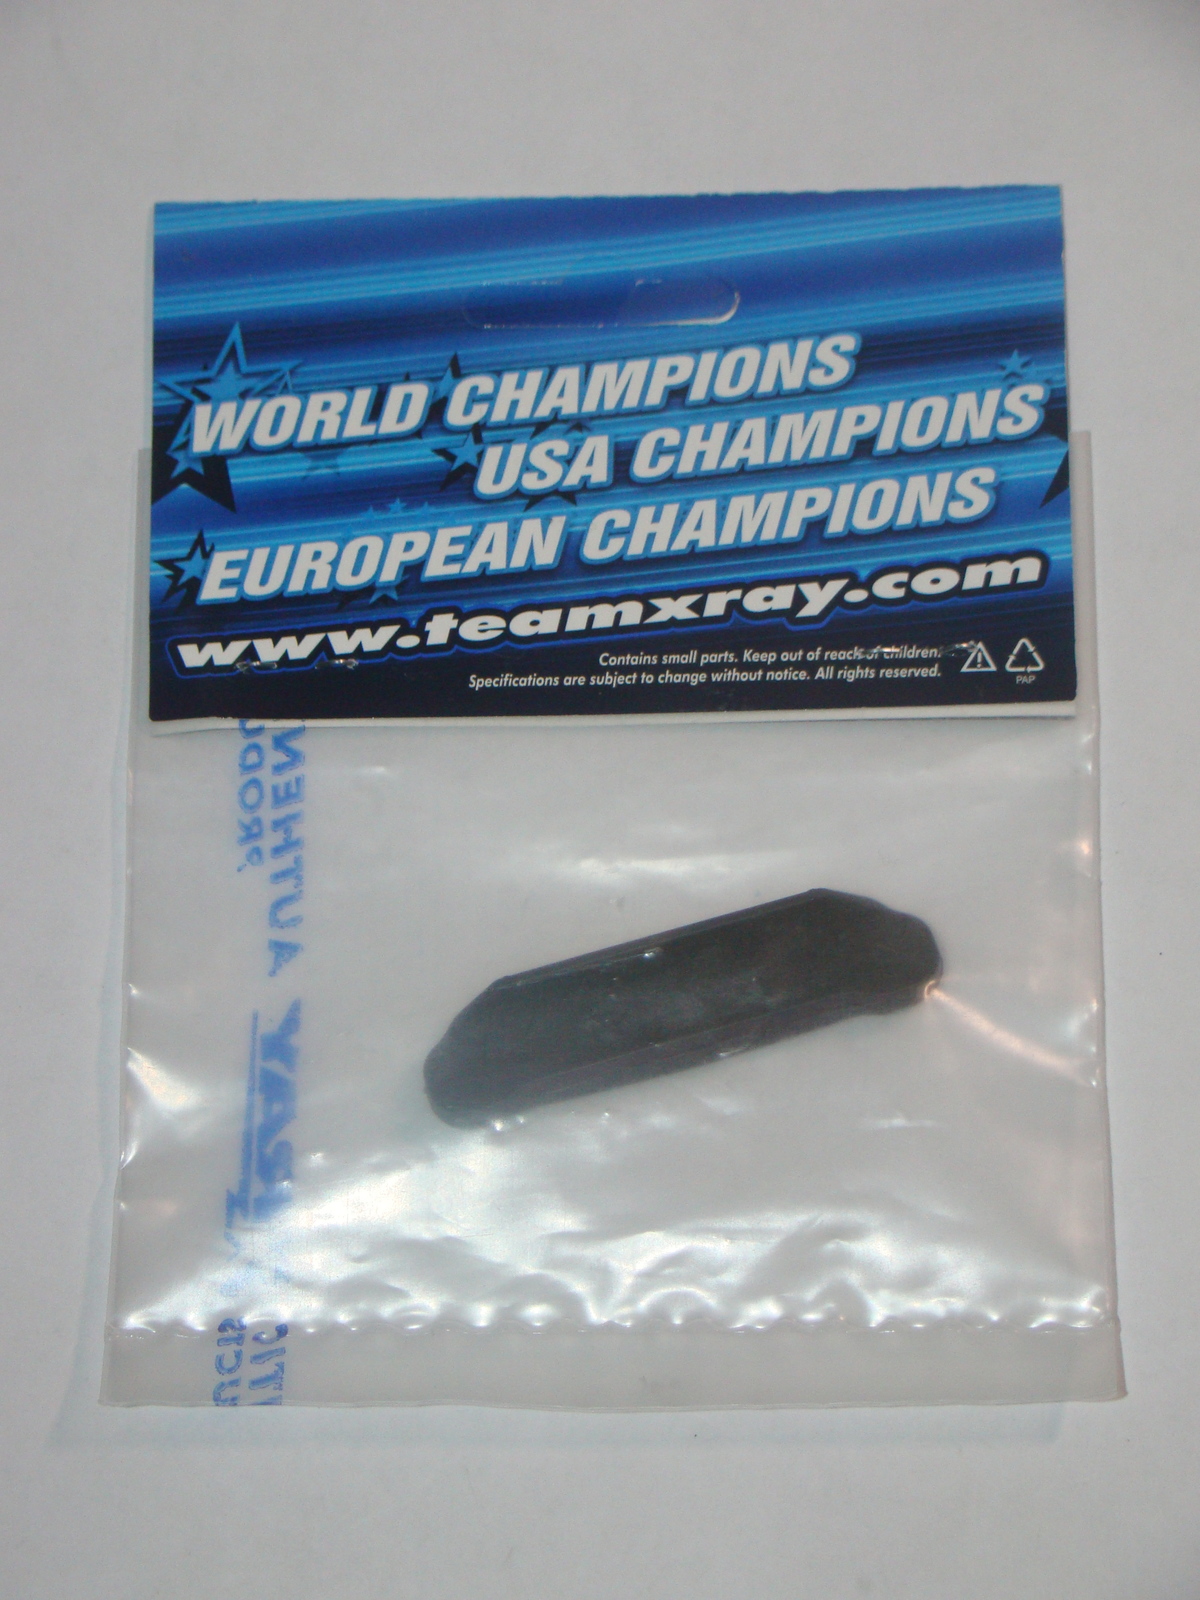 WORLD CHAMPIONS
USA CHAMPIONS
EUROPEAN CHAMPIONS
www.teamxray.com
Contains small parts. Keep out of reach of children.
Specifications are subject to change without notice. All rights reserved.
PAP